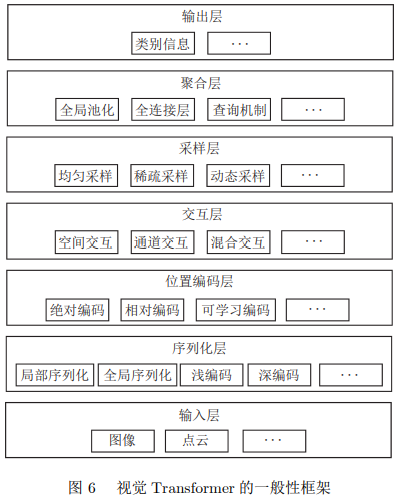 输出层
类别信息 ···
聚合层
全局池化 全连接层 查询机制 ···
采样层
均匀采样 稀疏采样 动态采样 ···
交互层
空间交互 通道交互 混合交互 ···
位置编码层
绝对编码 相对编码 可学习编码 ···
序列化层
局部序列化 全局序列化 浅编码 深编码 ···
输入层
图像 点云 ···
图 6 视觉 Transformer 的一般性框架